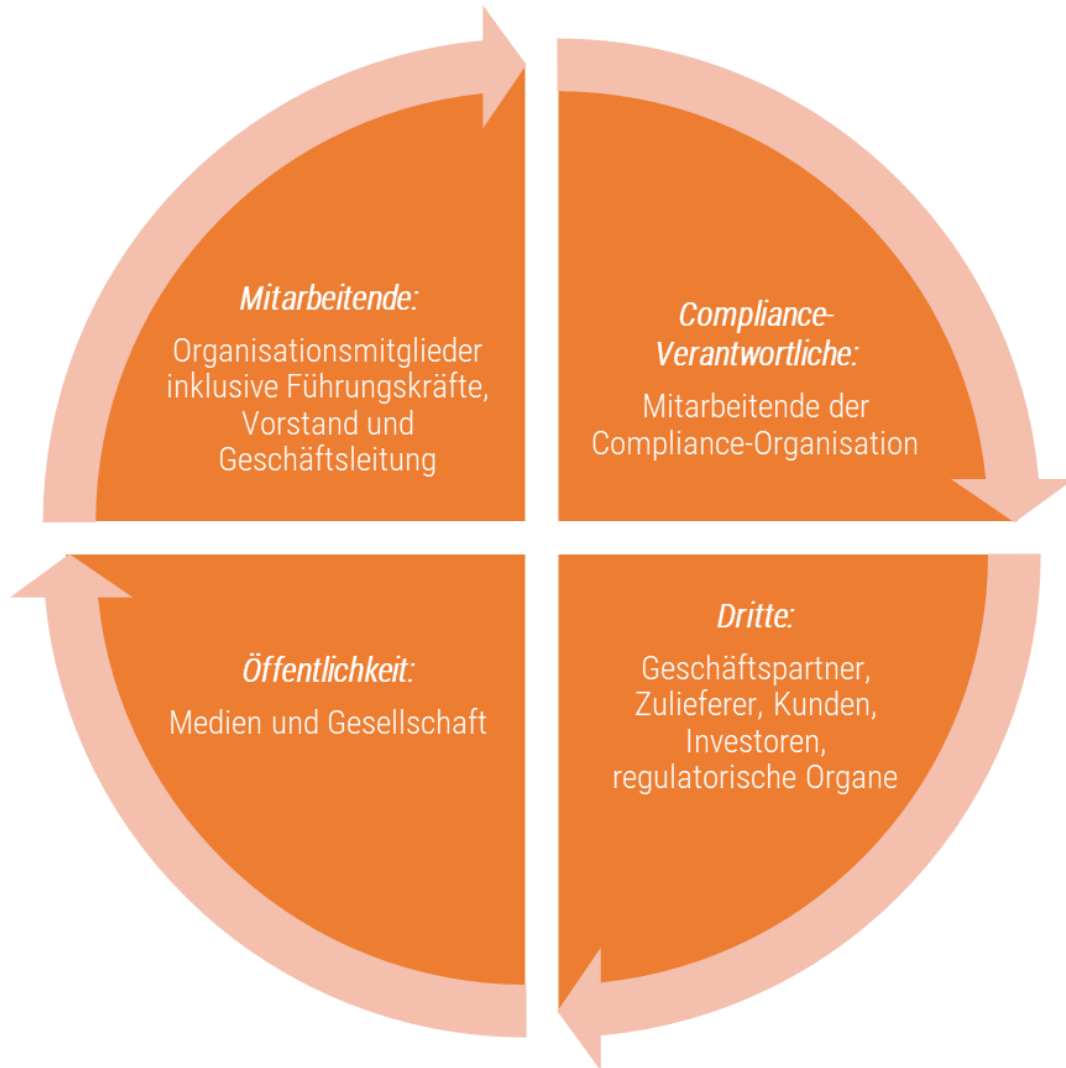 Mitarbeitende:
Organisationsmitglieder
inklusive Führungskräfte,
Vorstand und
Geschäftsleitung
Compliance-
Verantwortliche:
Mitarbeitende der
Compliance-Organisation
Öffentlichkeit:
Medien und Gesellschaft
Dritte:
Geschäftspartner,
Zulieferer, Kunden,
Investoren,
regulatorische Organe